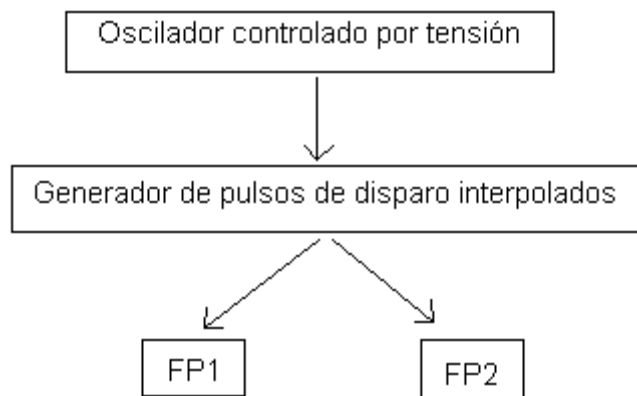 Oscilador controlado por tensión
Generador de pulsos de disparo interpolados
FP1
FP2